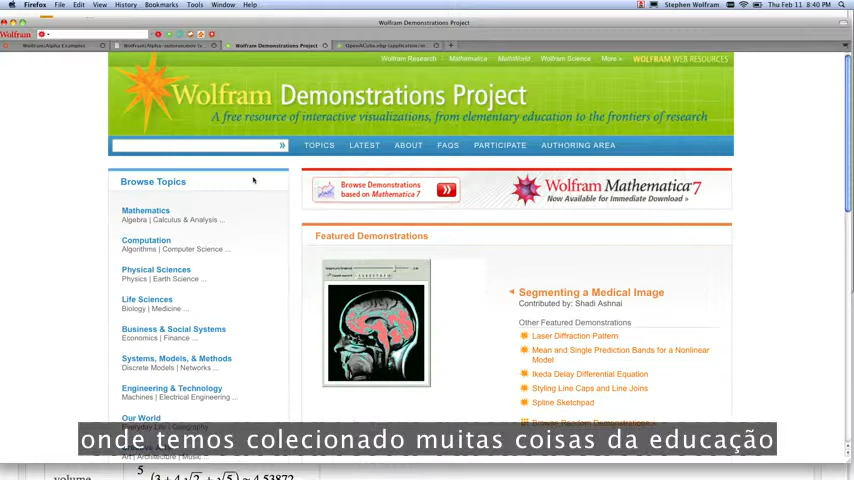 Firefox File Edit View History Bookmarks Tools Window Help Stephen Wolfram Thu Feb 11 8:40 PM
Wolfram Demonstrations Project
Wolfram
Wolfram|Alpha Examples
Wolfram Demonstrations Project
Wolfram Research Mathematica MathWorld Wolfram Science More » WOLFRAM WEB RESOURCES
Wolfram Demonstrations Project
A free resource of interactive visualizations, from elementary education to the frontiers of research
TOPICS LATEST ABOUT FAQS PARTICIPATE AUTHORING AREA
Browse Topics
Mathematics
Algebra | Calculus & Analysis ...
Computation
Algorithms | Computer Science ...
Physical Sciences
Physics | Earth Science ...
Life Sciences
Biology | Medicine ...
Business & Social Systems
Economics | Finance ...
Systems, Models, & Methods
Discrete Models | Networks ...
Engineering & Technology
Machines | Electrical Engineering ...
Our World
Browse Demonstrations
based on Mathematica 7
Wolfram Mathematica 7
Now Available for Immediate Download »
Featured Demonstrations
Segmenting a Medical Image
Contributed by: Shadi Ashnai
Other Featured Demonstrations
Laser Diffraction Pattern
Mean and Single Prediction Bands for a Nonlinear
Model
Ikeda Delay Differential Equation
Styling Line Caps and Line Joins
Spline Sketchpad
onde temos colecionado muitas coisas da educação
volume